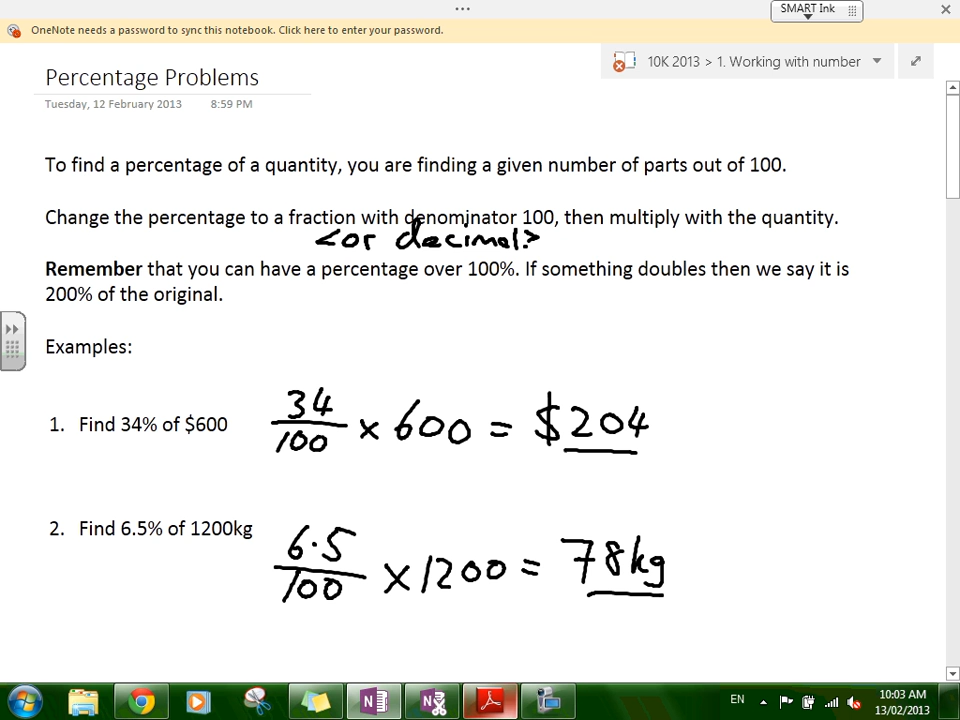 SMART Ink
OneNote needs a password to sync this notebook. Click here to enter your password.
Percentage Problems
10K 2013 > 1. Working with number
Tuesday, 12 February 2013 8:59 PM
To find a percentage of a quantity, you are finding a given number of parts out of 100.
Change the percentage to a fraction with denominator 100, then multiply with the quantity.
<or decimal>
Remember that you can have a percentage over 100%. If something doubles then we say it is
200% of the original.
Examples:
1. Find 34% of $600
34/100 × 600 = $204
2. Find 6.5% of 1200kg
6.5/100 × 1200 = 78kg
EN
10:03 AM
13/02/2013